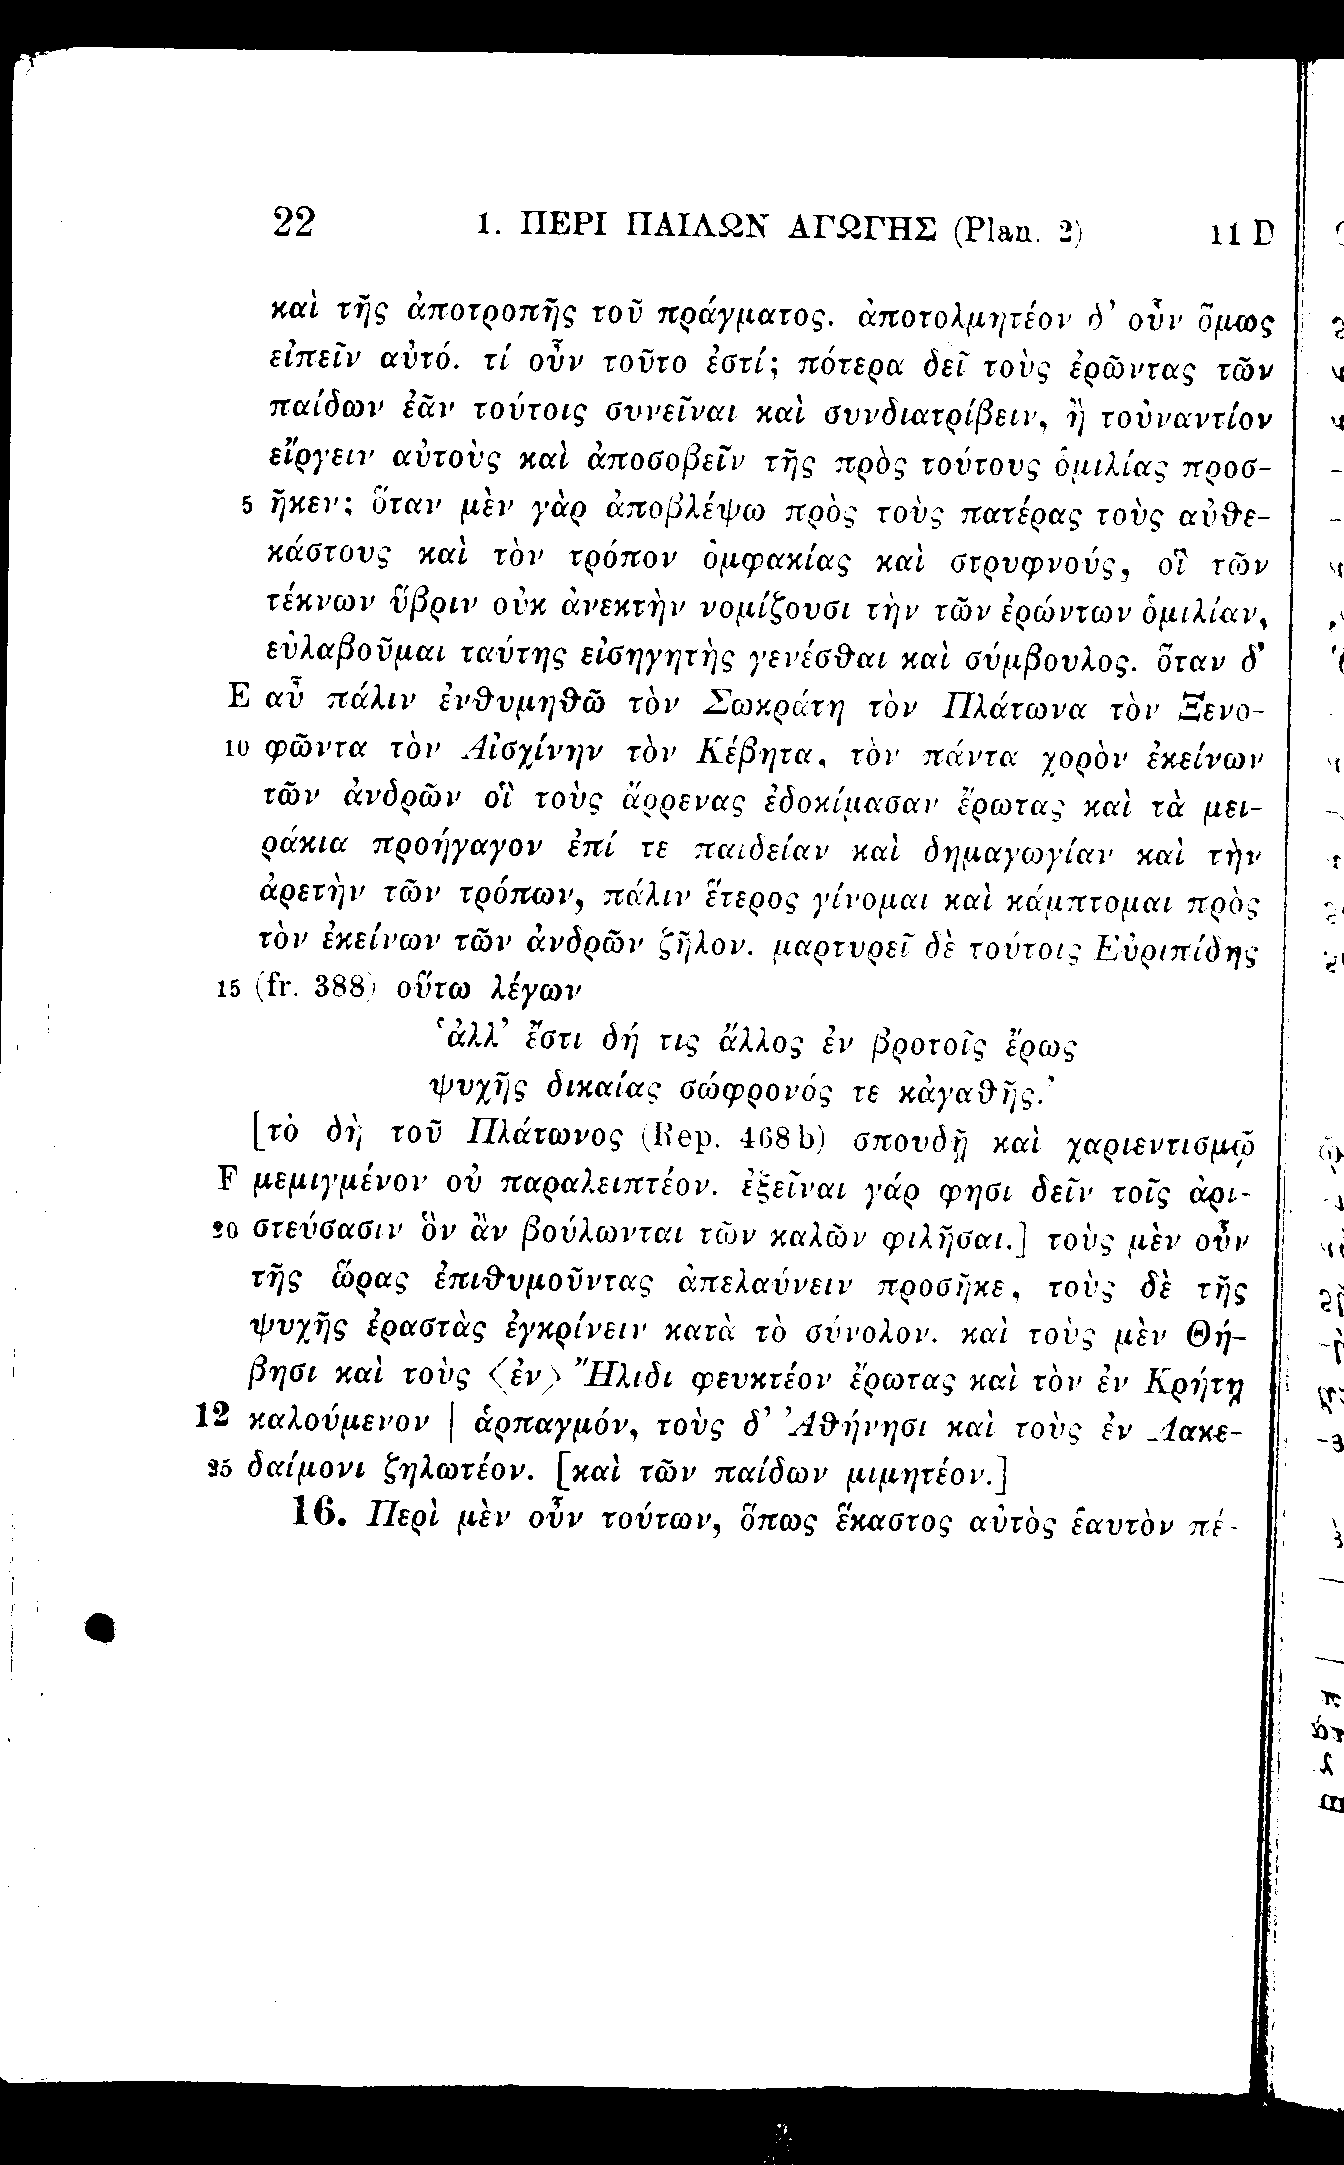 22 1. ΠΕΡΙ ΠΑΙΔΩΝ ΑΓΩΓΗΣ (Plan. 2) 11 D
καὶ τῆς ἀποτροπῆς τοῦ πράγματος. ἀποτολμητέον δ’ οὖν ὅμως
εἰπεῖν αὐτό. τί οὖν τοῦτο ἐστί; πότερα δεῖ τοὺς ἐρῶντας τῶν
παίδων ἐᾶν τούτοις συνεῖναι καὶ συνδιατρίβειν, ἢ τοὐναντίον
εἴργειν αὐτοὺς καὶ ἀποσοβεῖν τῆς πρὸς τούτους ὁμιλίας προσ-
5 ῆκεν; ὅταν μὲν γὰρ ἀποβλέψω πρὸς τοὺς πατέρας τοὺς αὐθε-
κάστους καὶ τὸν τρόπον ὀμφακίας καὶ στρυφνούς, οἳ τῶν
τέκνων ὕβριν οὐκ ἀνεκτὴν νομίζουσι τὴν τῶν ἐρώντων ὁμιλίαν,
εὐλαβοῦμαι ταύτης εἰσηγητὴς γενέσθαι καὶ σύμβουλος. ὅταν δ’
E αὖ πάλιν ἐνθυμηθῶ τὸν Σωκράτη τὸν Πλάτωνα τὸν Ξενο-
10 φῶντα τὸν Αἰσχίνην τὸν Κέβητα, τὸν πάντα χορὸν ἐκείνων
τῶν ἀνδρῶν οἳ τοὺς ἄρρενας ἐδοκίμασαν ἔρωτας καὶ τὰ μει-
ράκια προήγαγον ἐπί τε παιδείαν καὶ δημαγωγίαν καὶ τὴν
ἀρετὴν τῶν τρόπων, πάλιν ἕτερος γίνομαι καὶ κάμπτομαι πρὸς
τὸν ἐκείνων τῶν ἀνδρῶν ζῆλον. μαρτυρεῖ δὲ τούτοις Εὐριπίδης
15 (fr. 388) οὕτω λέγων
‘ἀλλ’ ἔστι δή τις ἄλλος ἐν βροτοῖς ἔρως
ψυχῆς δικαίας σώφρονός τε κἀγαθῆς.’
[τὸ δὴ τοῦ Πλάτωνος (Rep. 468b) σπουδῇ καὶ χαριεντισμῷ
F μεμιγμένον οὐ παραλειπτέον. ἐξεῖναι γάρ φησι δεῖν τοῖς ἀρι-
20 στεύσασιν ὃν ἂν βούλωνται τῶν καλῶν φιλῆσαι.] τοὺς μὲν οὖν
τῆς ὥρας ἐπιθυμοῦντας ἀπελαύνειν προσῆκε, τοὺς δὲ τῆς
ψυχῆς ἐραστὰς ἐγκρίνειν κατὰ τὸ σύνολον. καὶ τοὺς μὲν Θή-
βησι καὶ τοὺς ⟨ἐν⟩ Ἤλιδι φευκτέον ἔρωτας καὶ τὸν ἐν Κρήτῃ
12 καλούμενον | ἁρπαγμόν, τοὺς δ’ Ἀθήνησι καὶ τοὺς ἐν Λακε-
25 δαίμονι ζηλωτέον. [καὶ τῶν παίδων μιμητέον.]
16. Περὶ μὲν οὖν τούτων, ὅπως ἕκαστος αὐτὸς ἑαυτὸν πέ-